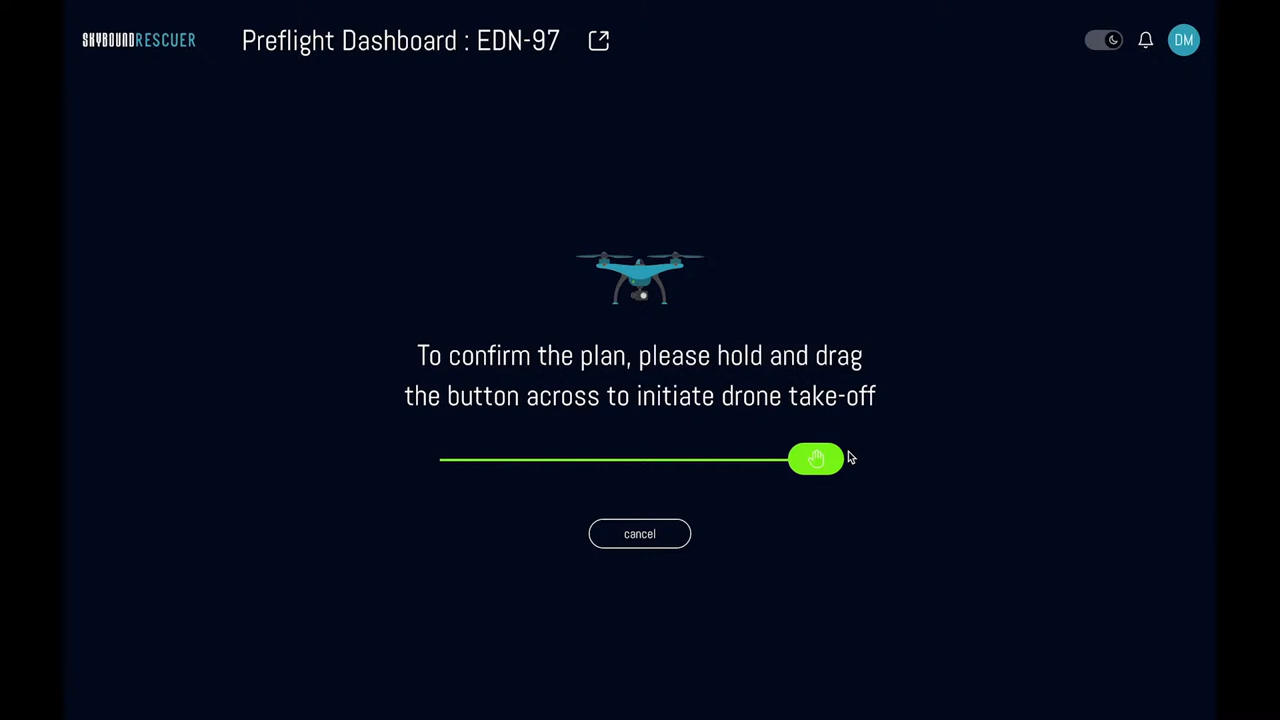 SKYBOUNDRESCUER
Preflight Dashboard : EDN-97
DM
To confirm the plan, please hold and drag
the button across to initiate drone take-off
cancel